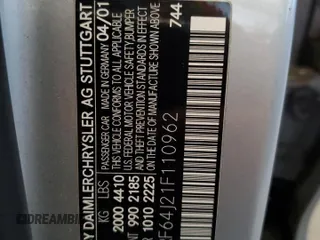 Y DAIMLERCHRYSLER AG STUTTGART
PASSENGER CAR MADE IN GERMANY 04/01
THIS VEHICLE CONFORMS TO ALL APPLICABLE
U.S. FEDERAL MOTOR VEHICLE SAFETY, BUMPER
AND THEFT PREVENTION STANDARDS IN EFFECT
ON THE DATE OF MANUFACTURE SHOWN ABOVE
KG LBS
2000 4410
NT 990 2185
R 1010 2225
F64J21F110962
744
DREAMBID